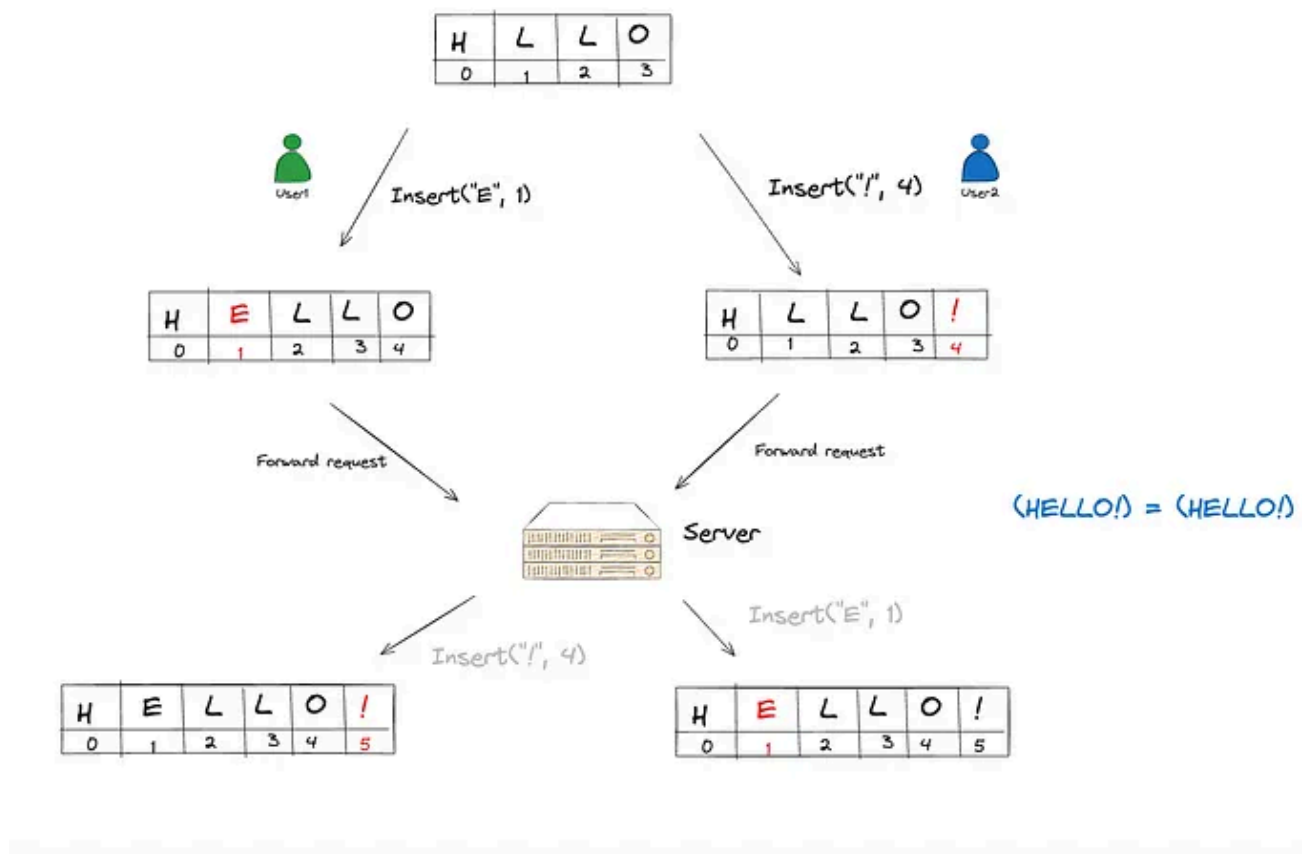 H L L O
0 1 2 3
User1
Insert("E", 1)
Insert("!", 4)
User2
H E L L O
0 1 2 3 4
H L L O !
0 1 2 3 4
Forward request
Forward request
(HELLO!) = (HELLO!)
Server
Insert("!", 4)
Insert("E", 1)
H E L L O !
0 1 2 3 4 5
H E L L O !
0 1 2 3 4 5